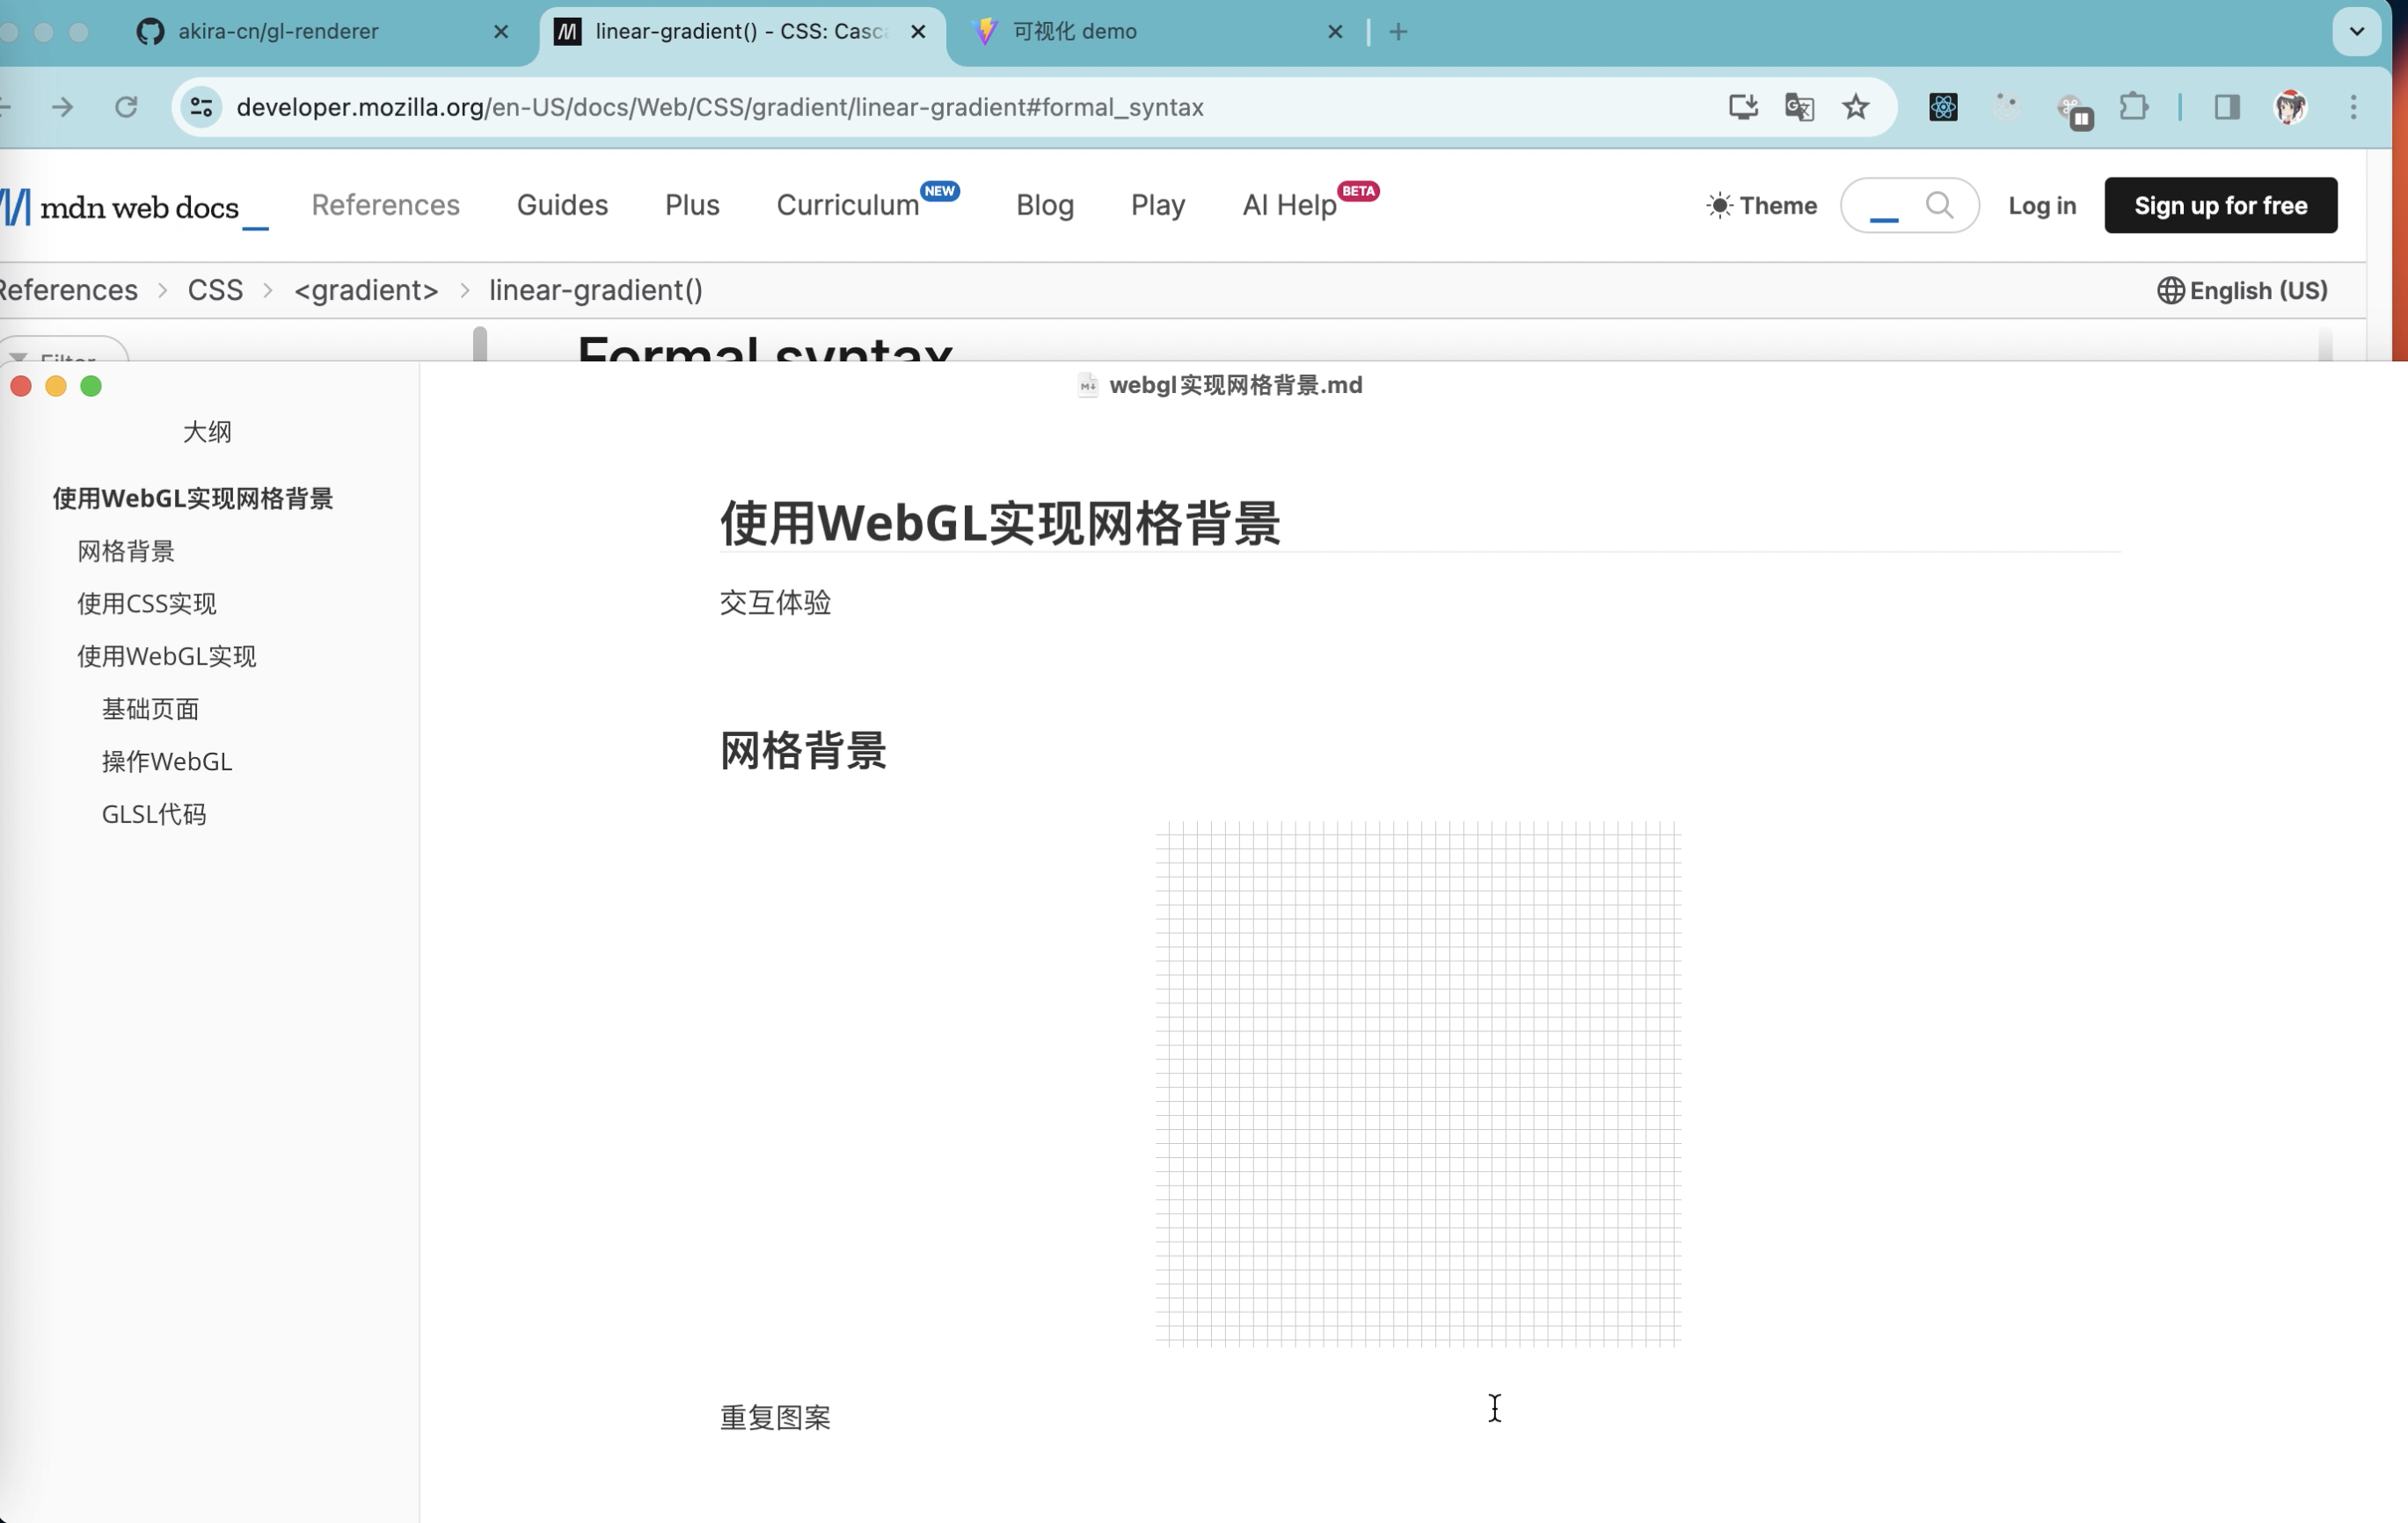 akira-cn/gl-renderer
linear-gradient() - CSS: Casc
可视化 demo
developer.mozilla.org/en-US/docs/Web/CSS/gradient/linear-gradient#formal_syntax
mdn web docs_
References
Guides
Plus
Curriculum NEW
Blog
Play
AI Help BETA
Theme
Log in
Sign up for free
References > CSS > <gradient> > linear-gradient()
English (US)
Filter
Formal syntax
webgl实现网格背景.md
大纲
使用WebGL实现网格背景
网格背景
使用CSS实现
使用WebGL实现
基础页面
操作WebGL
GLSL代码
使用WebGL实现网格背景
交互体验
网格背景
重复图案